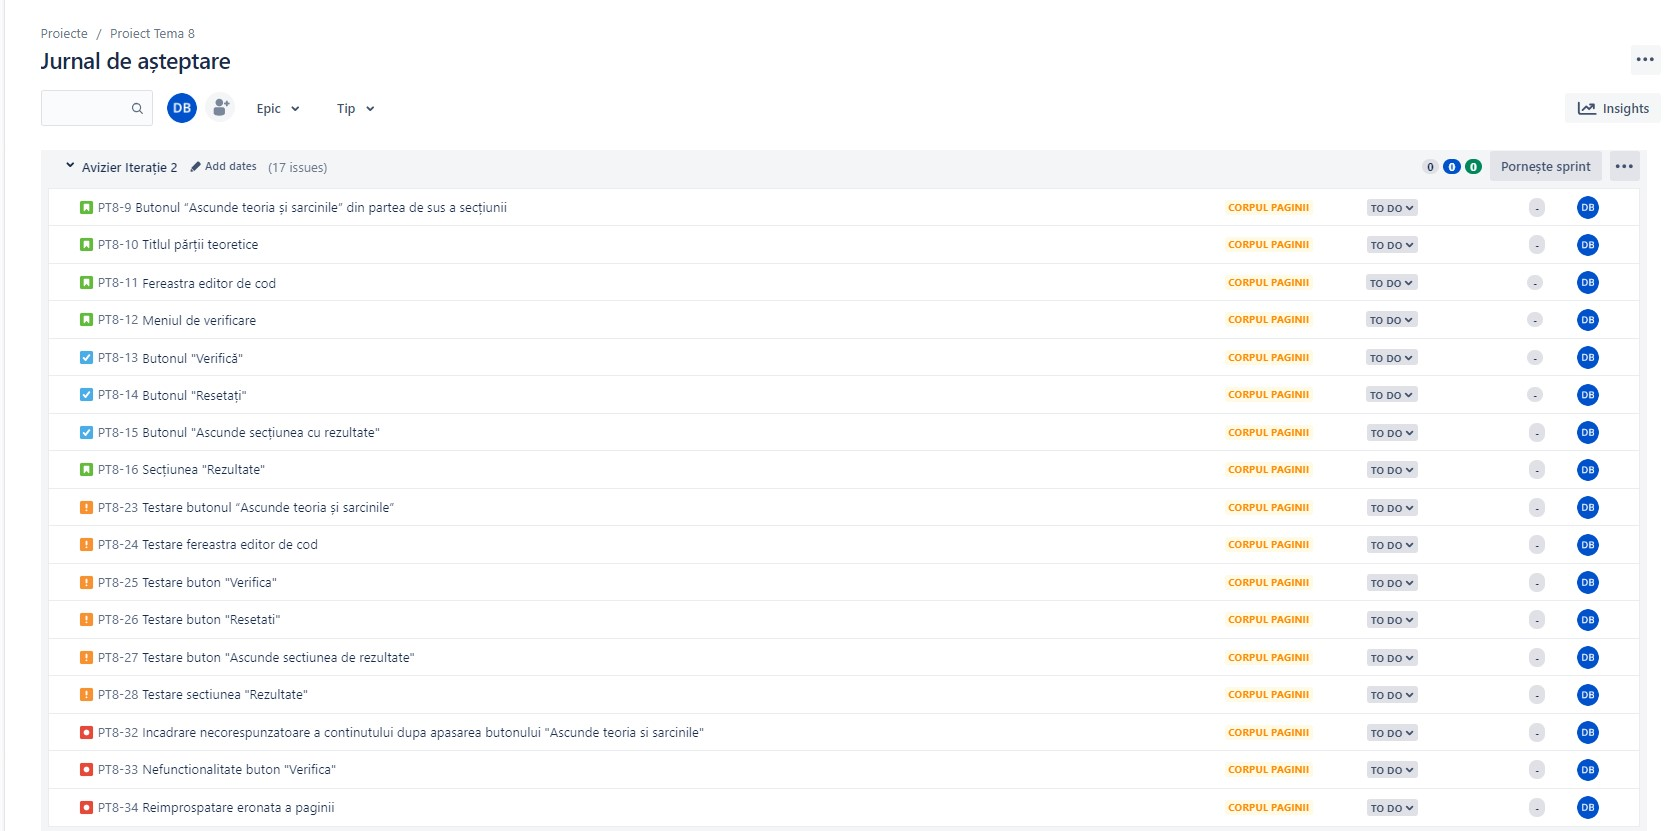 Proiecte / Proiect Tema 8
Jurnal de așteptare
DB Epic Tip Insights
Avizier Iterație 2 Add dates (17 issues) 0 0 0 Pornește sprint
PT8-9 Butonul “Ascunde teoria și sarcinile” din partea de sus a secțiunii CORPUL PAGINII TO DO - DB
PT8-10 Titlul părții teoretice CORPUL PAGINII TO DO - DB
PT8-11 Fereastra editor de cod CORPUL PAGINII TO DO - DB
PT8-12 Meniul de verificare CORPUL PAGINII TO DO - DB
PT8-13 Butonul "Verifică" CORPUL PAGINII TO DO - DB
PT8-14 Butonul "Resetați" CORPUL PAGINII TO DO - DB
PT8-15 Butonul "Ascunde secțiunea cu rezultate" CORPUL PAGINII TO DO - DB
PT8-16 Secțiunea "Rezultate" CORPUL PAGINII TO DO - DB
PT8-23 Testare butonul “Ascunde teoria și sarcinile” CORPUL PAGINII TO DO - DB
PT8-24 Testare fereastra editor de cod CORPUL PAGINII TO DO - DB
PT8-25 Testare buton "Verifica" CORPUL PAGINII TO DO - DB
PT8-26 Testare buton "Resetati" CORPUL PAGINII TO DO - DB
PT8-27 Testare buton "Ascunde sectiunea de rezultate" CORPUL PAGINII TO DO - DB
PT8-28 Testare sectiunea "Rezultate" CORPUL PAGINII TO DO - DB
PT8-32 Incadrare necorespunzatoare a continutului dupa apasarea butonului "Ascunde teoria si sarcinile" CORPUL PAGINII TO DO - DB
PT8-33 Nefunctionalitate buton "Verifica" CORPUL PAGINII TO DO - DB
PT8-34 Reimprospatare eronata a paginii CORPUL PAGINII TO DO - DB